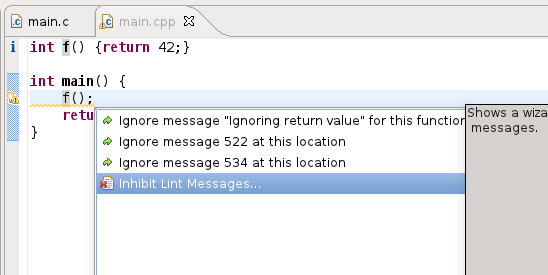 main.c
main.cpp
int f() {return 42;}
int main() {
f();
retu
}
Ignore message "Ignoring return value" for this function
Ignore message 522 at this location
Ignore message 534 at this location
Inhibit Lint Messages...
Shows a wiza
messages.